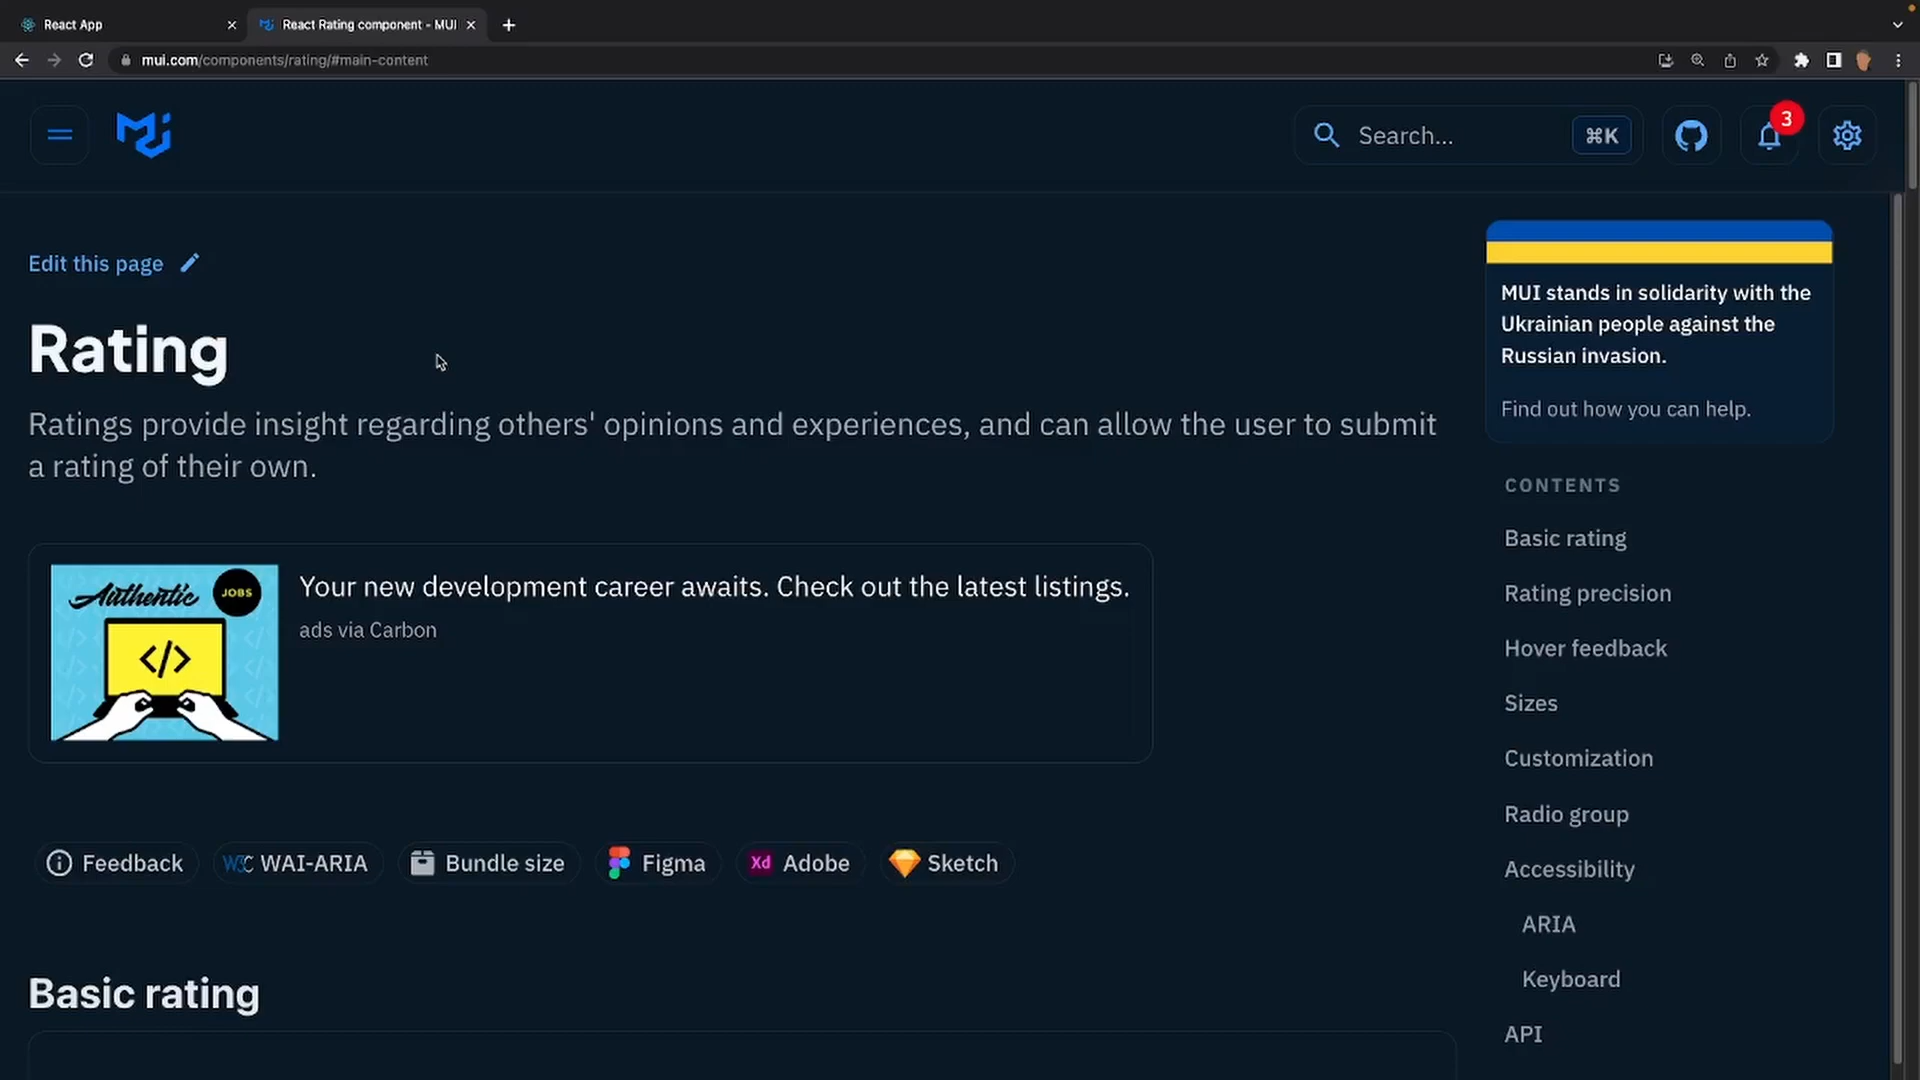 React App
React Rating component - MUI
mui.com/components/rating/#main-content
Search...
⌘K
3
Edit this page
Rating
Ratings provide insight regarding others' opinions and experiences, and can allow the user to submit
a rating of their own.
Authentic
JOBS
</>
Your new development career awaits. Check out the latest listings.
ads via Carbon
Feedback
W3C WAI-ARIA
Bundle size
Figma
Xd Adobe
Sketch
Basic rating
MUI stands in solidarity with the
Ukrainian people against the
Russian invasion.
Find out how you can help.
CONTENTS
Basic rating
Rating precision
Hover feedback
Sizes
Customization
Radio group
Accessibility
ARIA
Keyboard
API